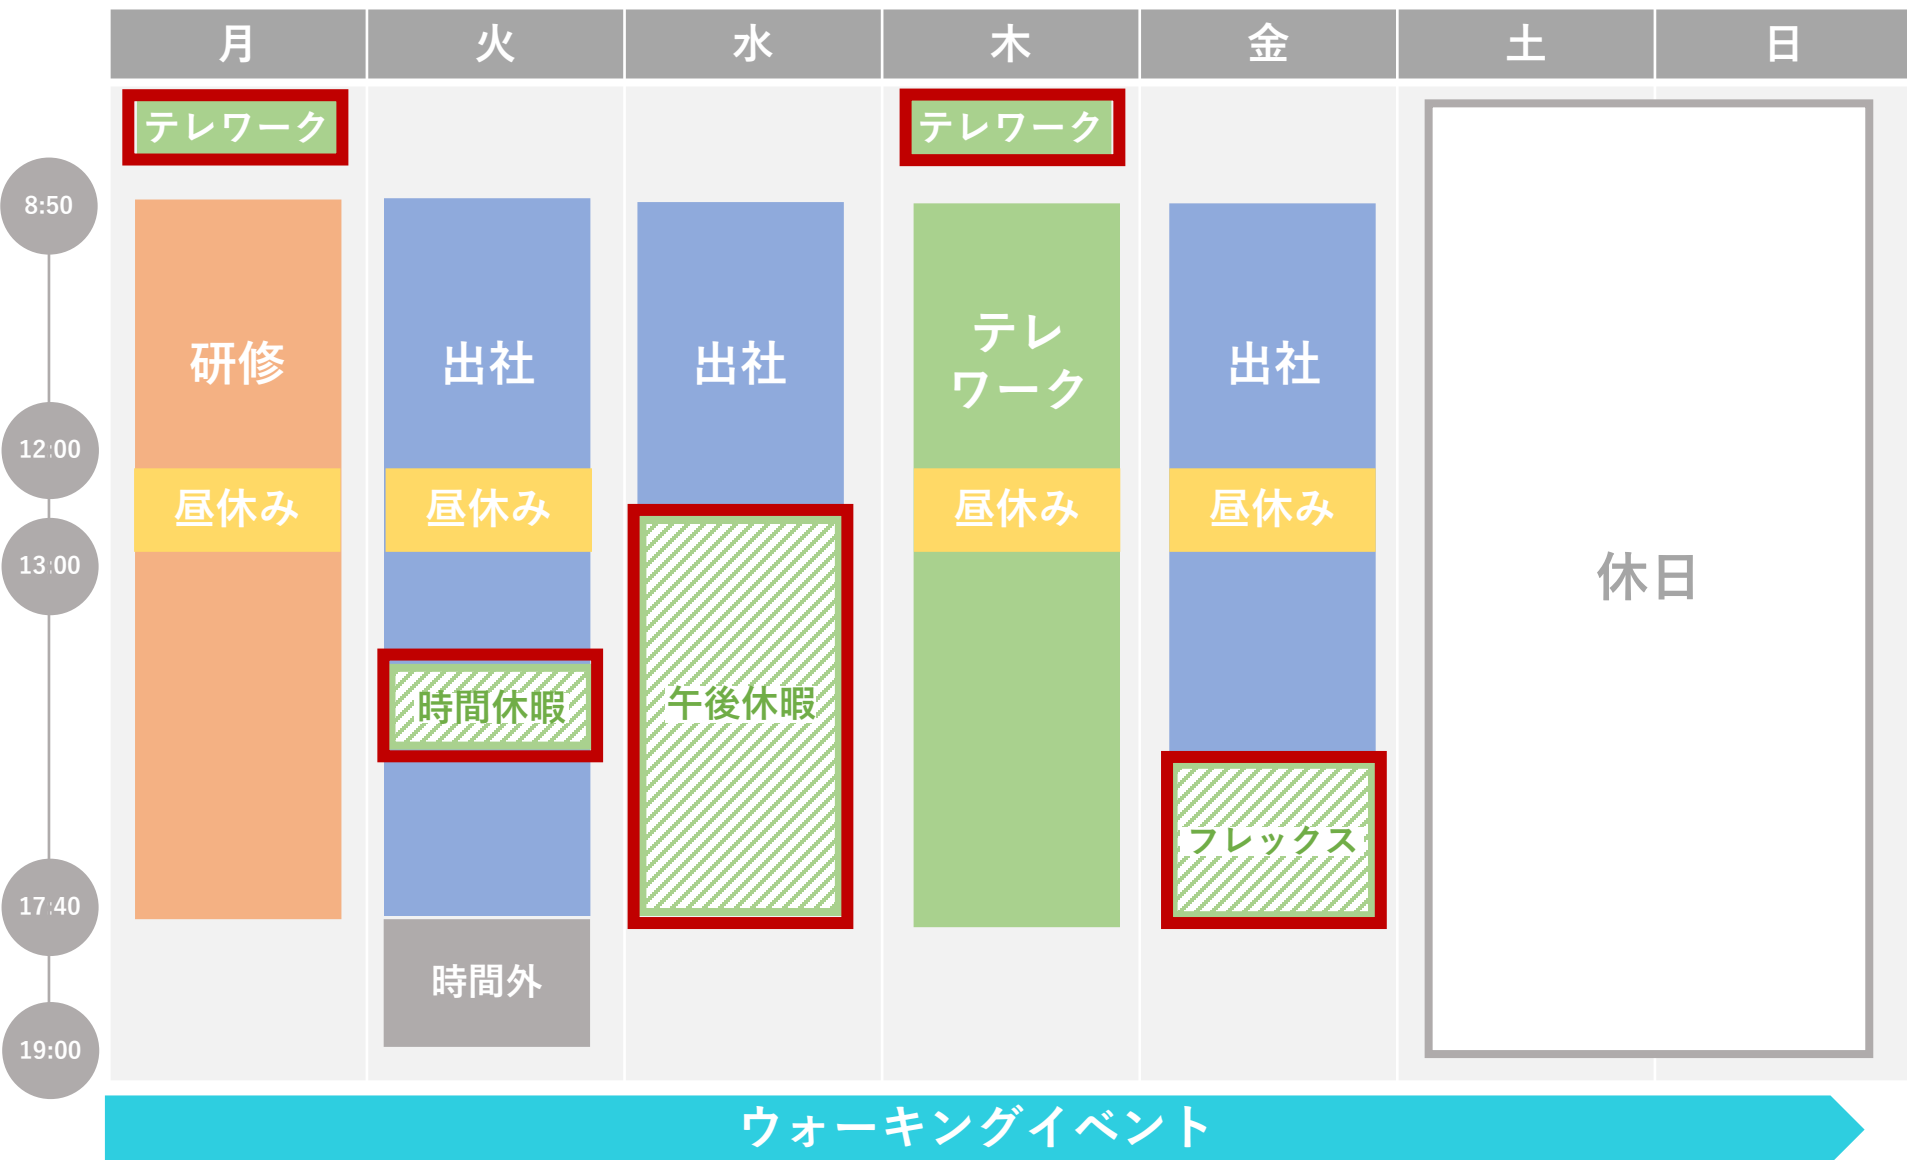 月 火 水 木 金 土 日
テレワーク テレワーク
8:50
研修 出社 出社 テレ 出社
ワーク
12:00
昼休み 昼休み 昼休み 昼休み
13:00
休日
時間休暇 午後休暇
フレックス
17:40
時間外
19:00
ウォーキングイベント